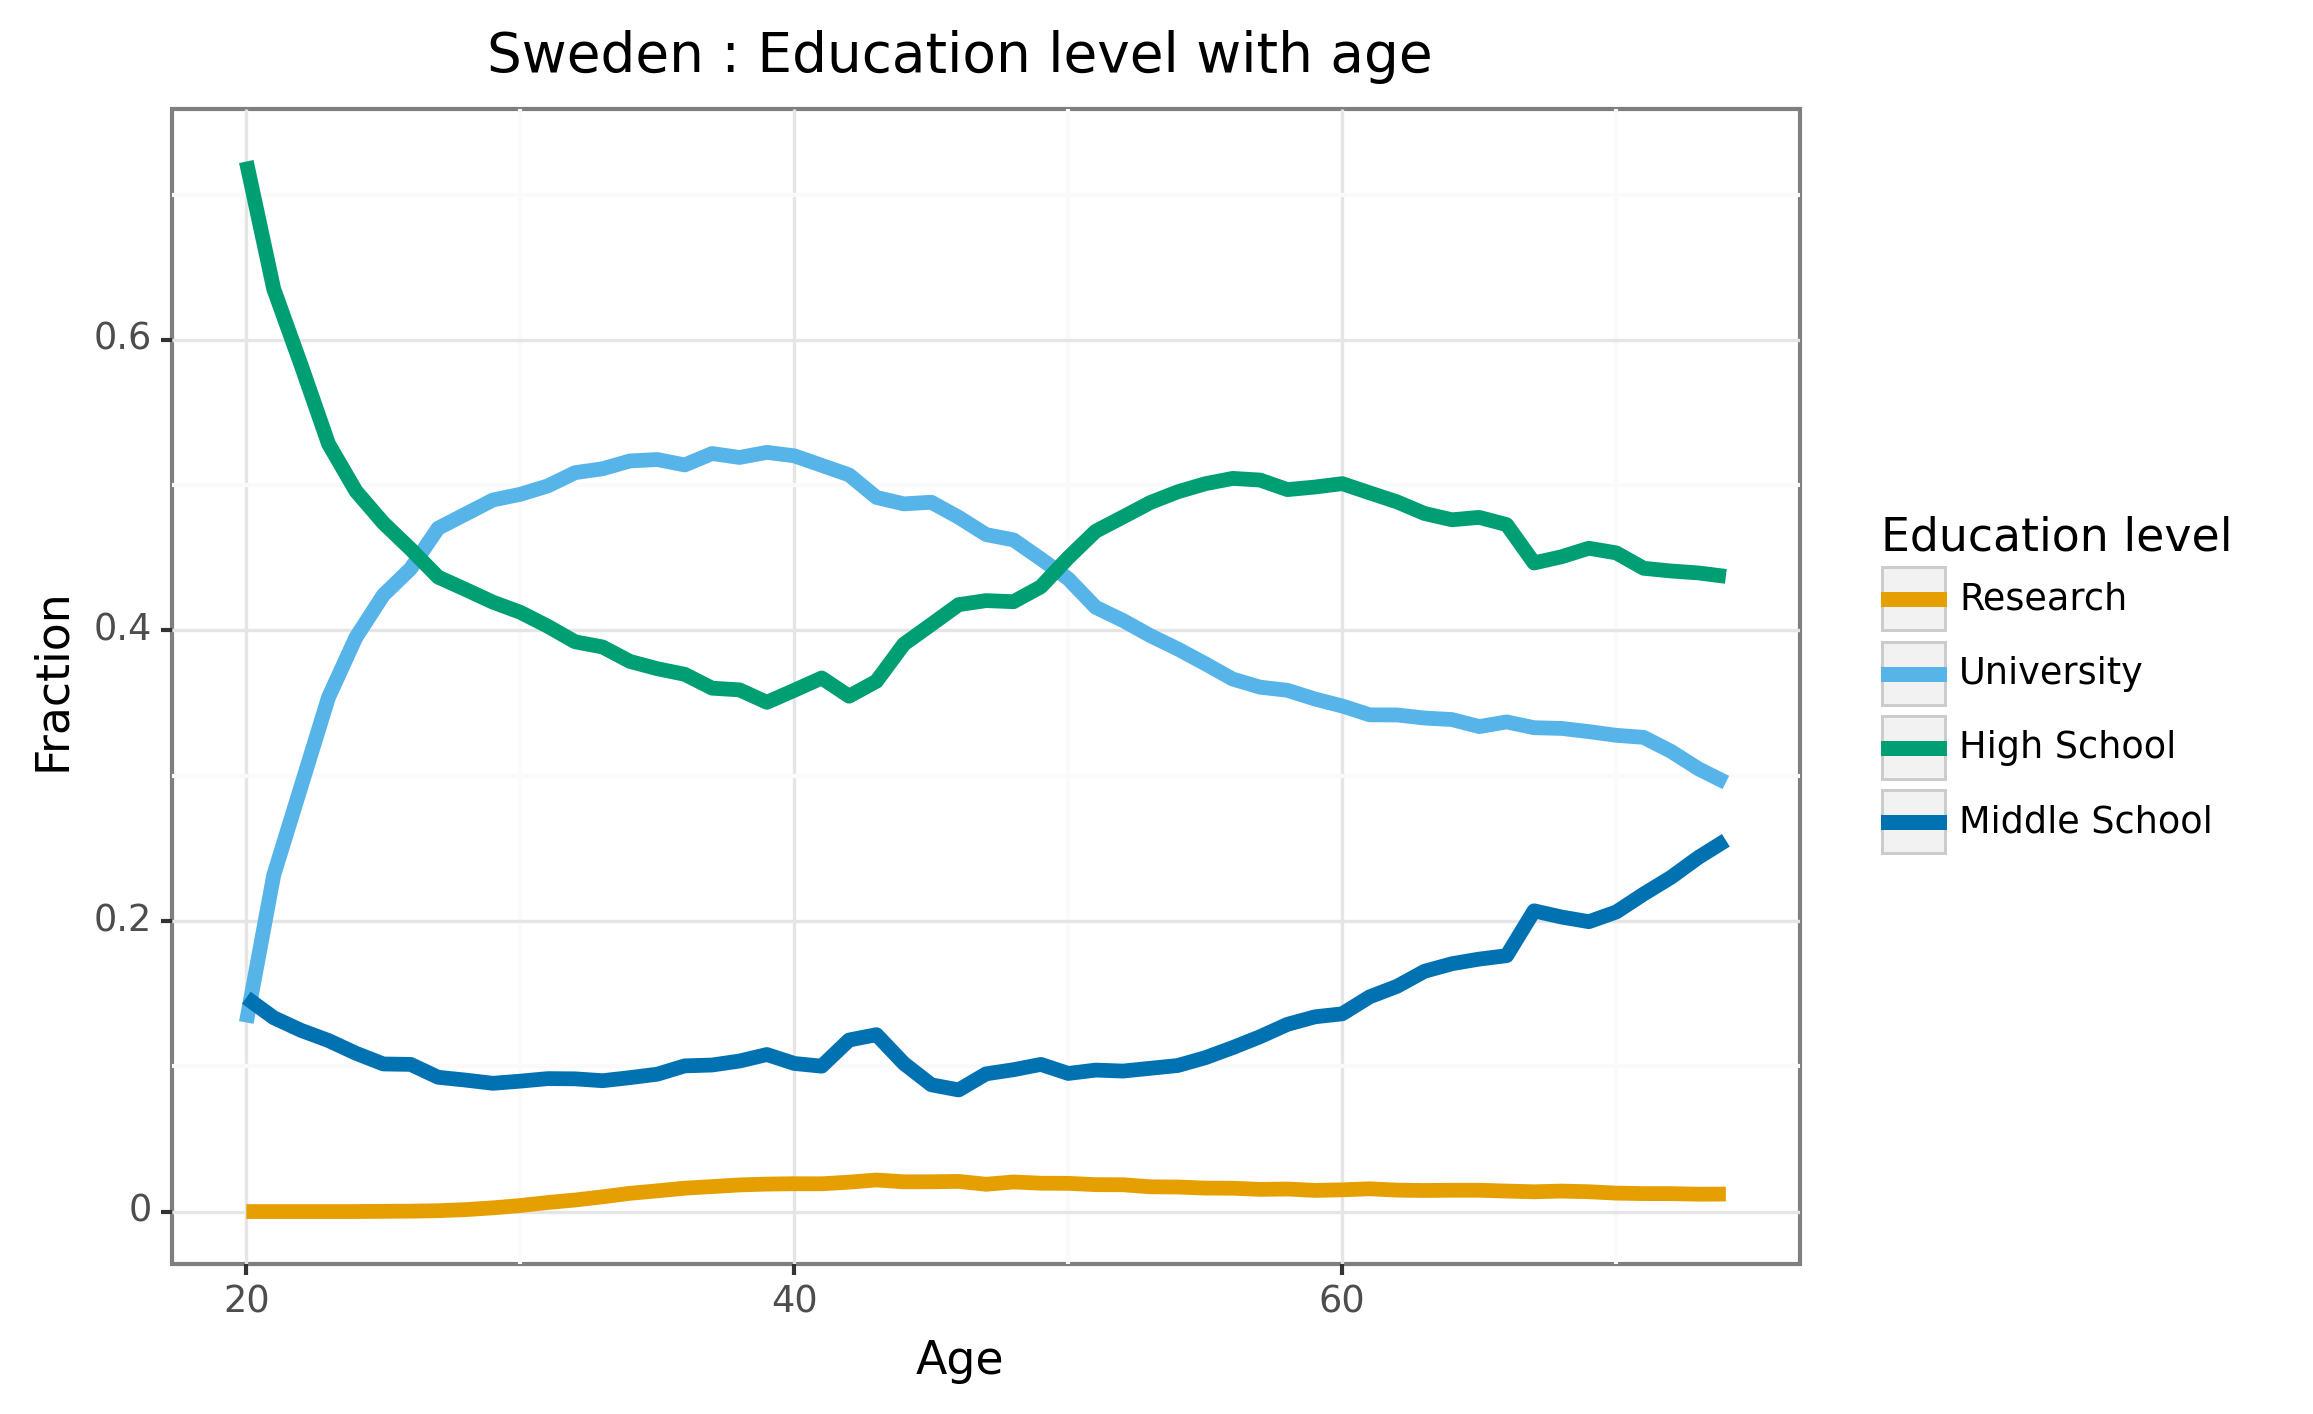 Sweden : Education level with age
Fraction
0.6
0.4
0.2
0
20 40 60
Age
Education level
Research
University
High School
Middle School